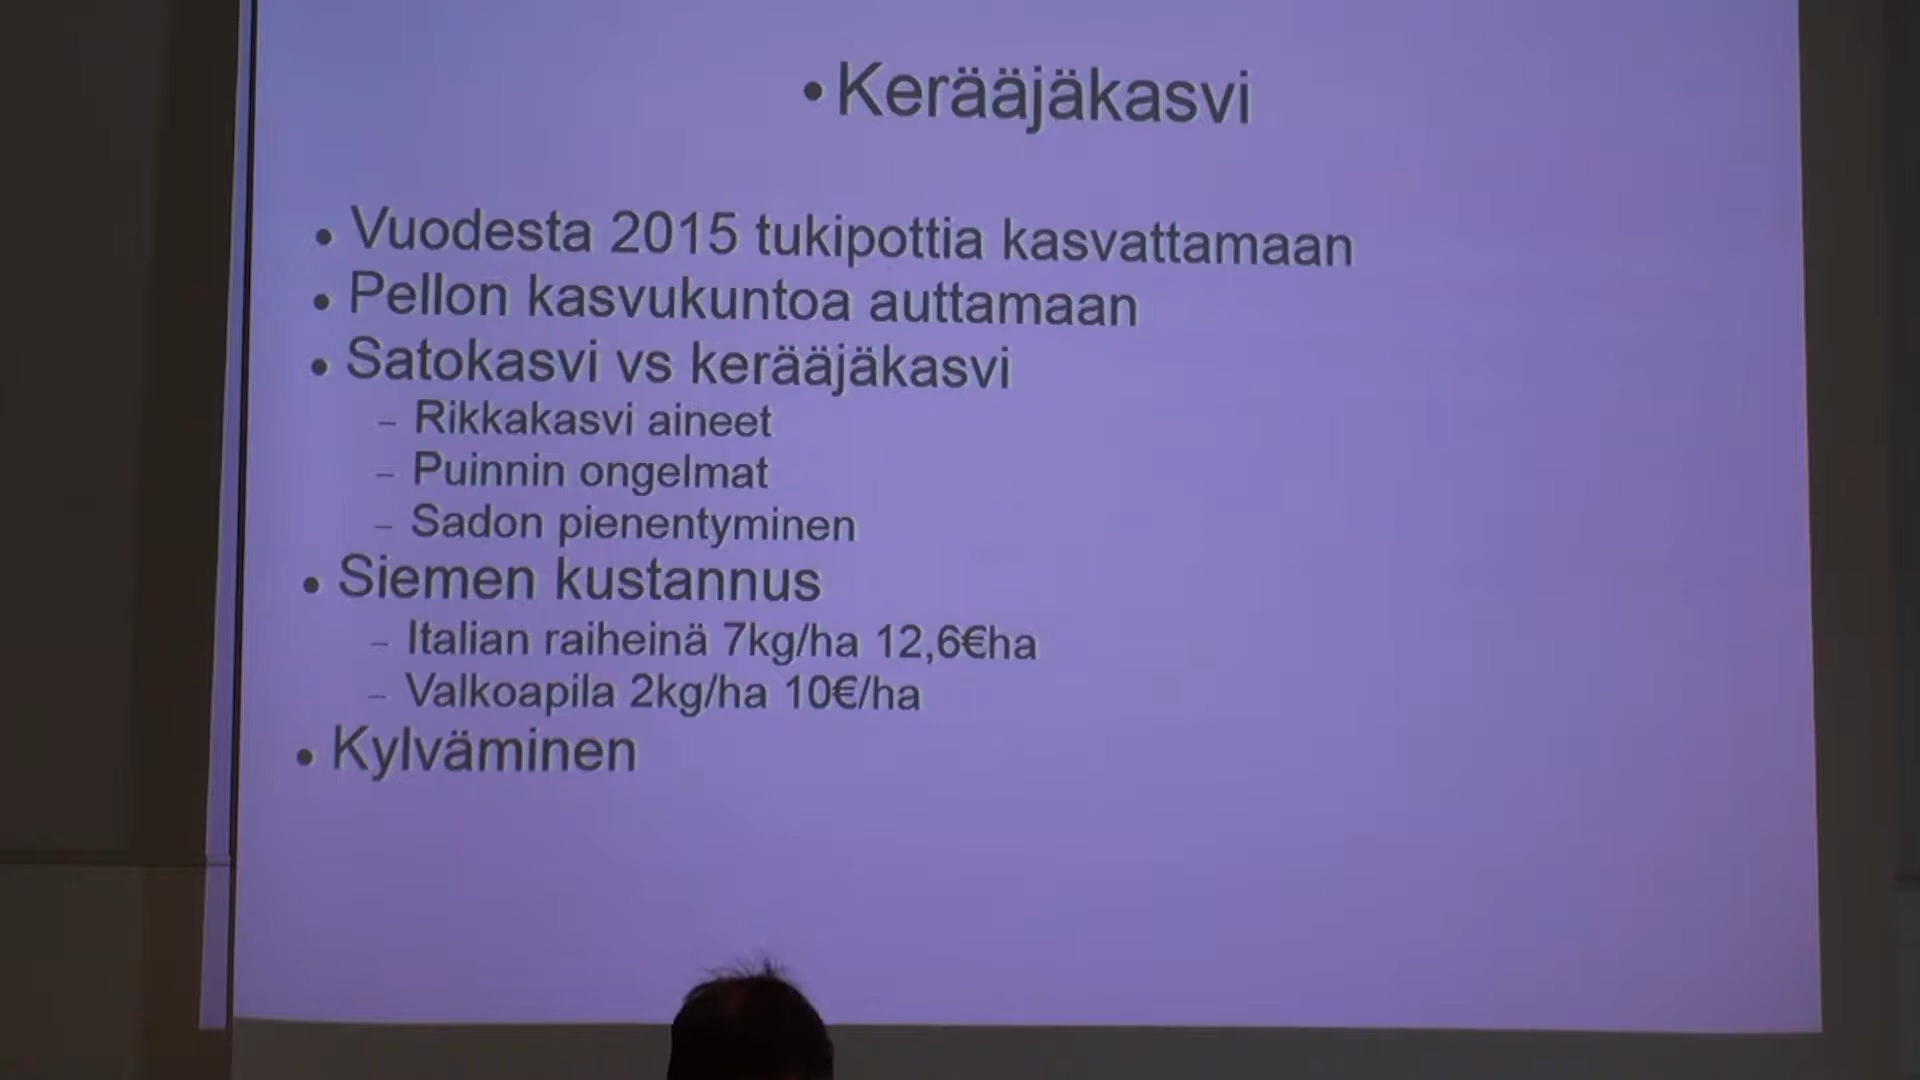 • Kerääjäkasvi
• Vuodesta 2015 tukipottia kasvattamaan
• Pellon kasvukuntoa auttamaan
• Satokasvi vs kerääjäkasvi
– Rikkakasvi aineet
– Puinnin ongelmat
– Sadon pienentyminen
• Siemen kustannus
– Italian raiheinä 7kg/ha 12,6€ha
– Valkoapila 2kg/ha 10€/ha
• Kylväminen